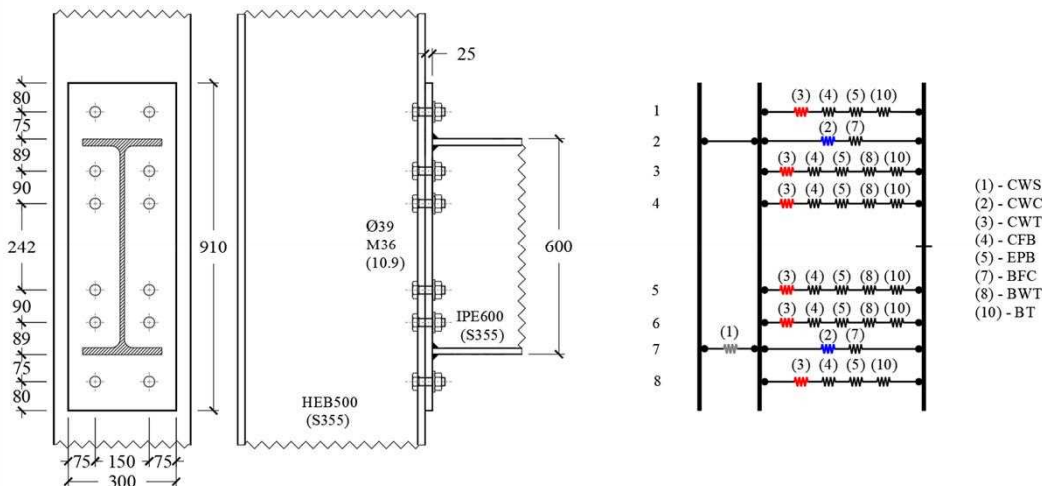 80
75
89
90
242
90
89
75
80
910
75 150 75
300
25
Ø39
M36
(10.9)
600
IPE600
(S355)
HEB500
(S355)
1 (3) (4) (5) (10)
2 (2) (7)
3 (3) (4) (5) (8) (10)
4 (3) (4) (5) (8) (10)
5 (3) (4) (5) (8) (10)
6 (3) (4) (5) (8) (10)
7 (1) (2) (7)
8 (3) (4) (5) (10)
(1) - CWS
(2) - CWC
(3) - CWT
(4) - CFB
(5) - EPB
(7) - BFC
(8) - BWT
(10) - BT